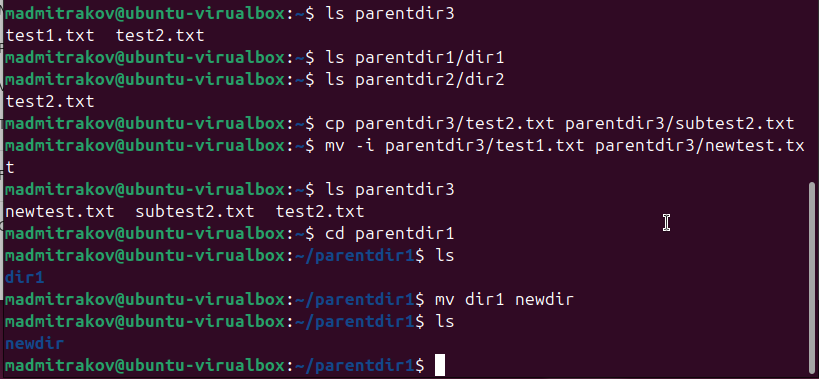 madmitrakov@ubuntu-virualbox:~$ ls parentdir3
test1.txt  test2.txt
madmitrakov@ubuntu-virualbox:~$ ls parentdir1/dir1
madmitrakov@ubuntu-virualbox:~$ ls parentdir2/dir2
test2.txt
madmitrakov@ubuntu-virualbox:~$ cp parentdir3/test2.txt parentdir3/subtest2.txt
madmitrakov@ubuntu-virualbox:~$ mv -i parentdir3/test1.txt parentdir3/newtest.tx
t
madmitrakov@ubuntu-virualbox:~$ ls parentdir3
newtest.txt  subtest2.txt  test2.txt
madmitrakov@ubuntu-virualbox:~$ cd parentdir1
madmitrakov@ubuntu-virualbox:~/parentdir1$ ls
dir1
madmitrakov@ubuntu-virualbox:~/parentdir1$ mv dir1 newdir
madmitrakov@ubuntu-virualbox:~/parentdir1$ ls
newdir
madmitrakov@ubuntu-virualbox:~/parentdir1$